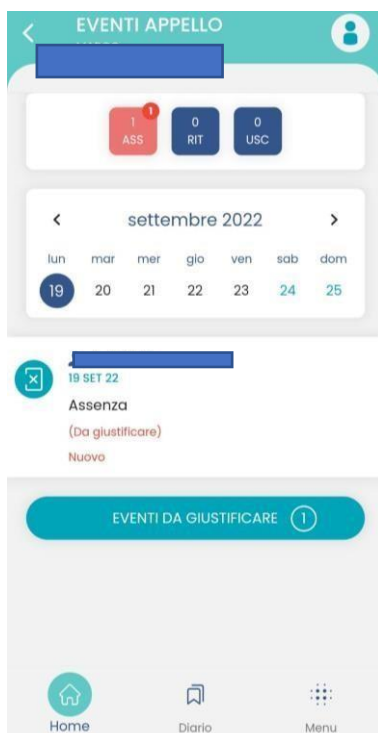 EVENTI APPELLO
1 1 0 0
ASS RIT USC
settembre 2022
lun mar mer gio ven sab dom
19 20 21 22 23 24 25
19 SET 22
Assenza
(Da giustificare)
Nuovo
EVENTI DA GIUSTIFICARE 1
Home Diario Menu